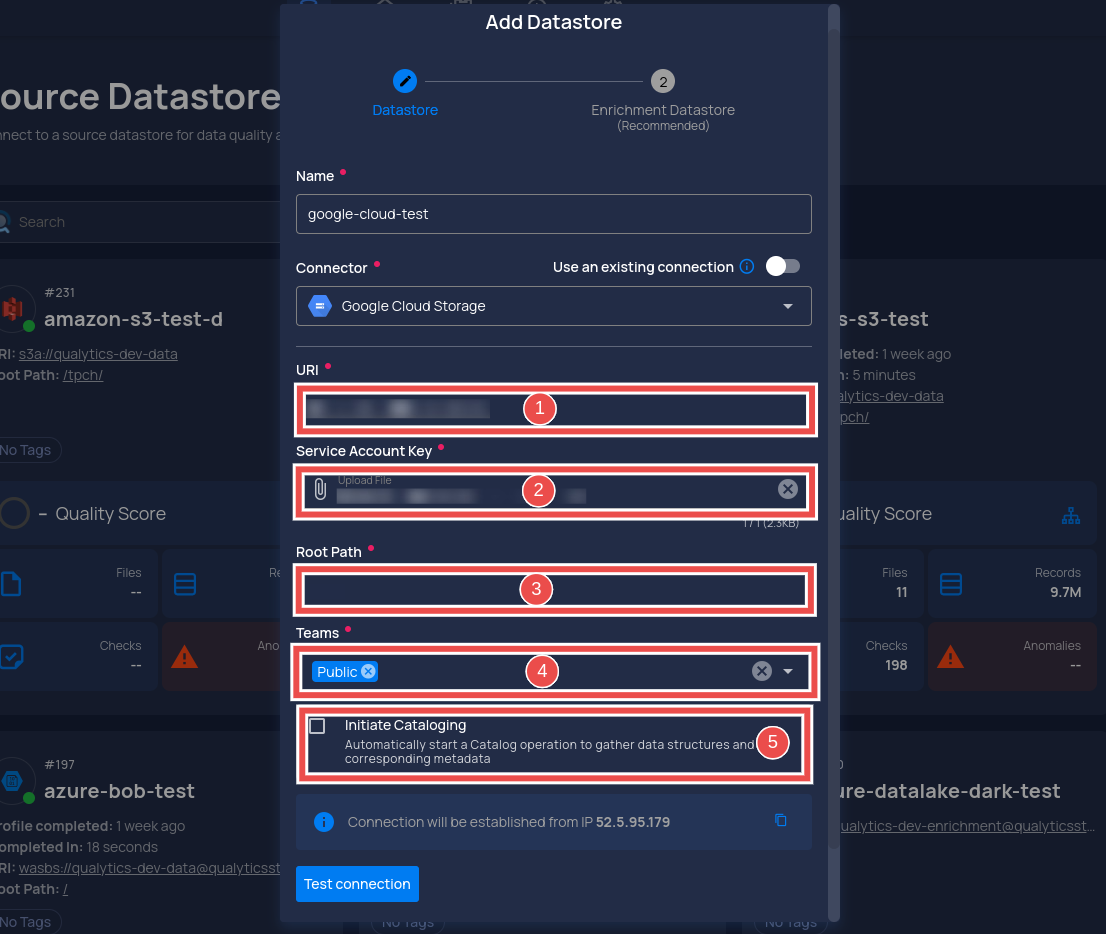 Add Datastore
2
Datastore
Enrichment Datastore
(Recommended)
ource Datastore
nnect to a source datastore for data quality a
Name
google-cloud-test
Search
Connector
Use an existing connection
Google Cloud Storage
#231
amazon-s3-test-d
RI: s3a://qualytics-dev-data
oot Path: /tpch/
No Tags
s-s3-test
leted: 1 week ago
n: 5 minutes
alytics-dev-data
pch/
URI
1
Service Account Key
Upload File
2
1 / 1 (2.3KB)
Root Path
3
Teams
Public
4
Initiate Cataloging
Automatically start a Catalog operation to gather data structures and
corresponding metadata
5
– Quality Score
Files
--
Re
Checks
--
Ano
uality Score
Files
11
Records
9.7M
Checks
198
Anomalies
--
Connection will be established from IP 52.5.95.179
Test connection
#197
azure-bob-test
rofile completed: 1 week ago
ompleted In: 18 seconds
RI: wasbs://qualytics-dev-data@qualyticsst
oot Path: /
No Tags
No Tags
0
ure-datalake-dark-test
ualytics-dev-enrichment@qualyticsst...
No Tags